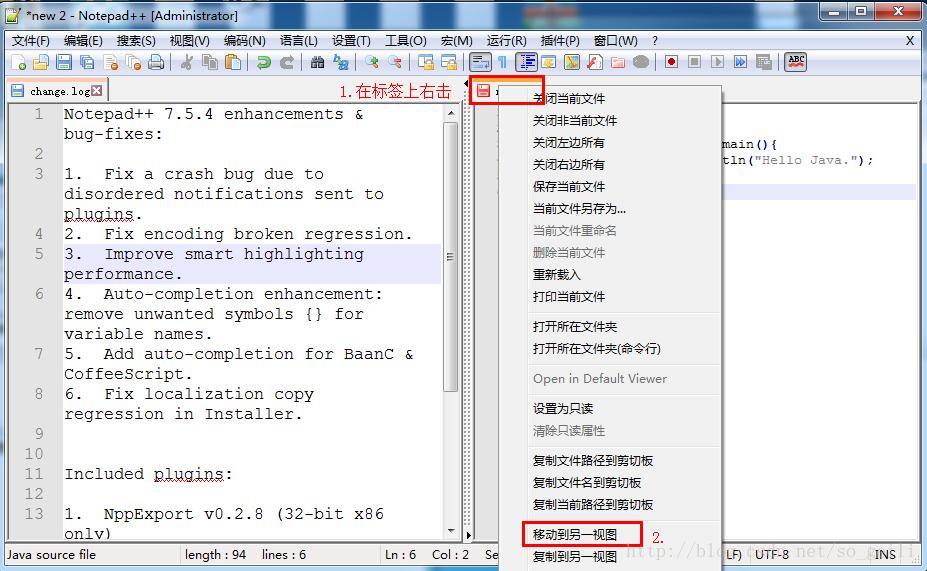 *new 2 - Notepad++ [Administrator]
文件(F) 编辑(E) 搜索(S) 视图(V) 编码(N) 语言(L) 设置(T) 工具(O) 宏(M) 运行(R) 插件(P) 窗口(W) ? X
ABC
change.log
1.在标签上右击
1 Notepad++ 7.5.4 enhancements &
bug-fixes:
2
3 1. Fix a crash bug due to
disordered notifications sent to
plugins.
4 2. Fix encoding broken regression.
5 3. Improve smart highlighting
performance.
6 4. Auto-completion enhancement:
remove unwanted symbols {} for
variable names.
7 5. Add auto-completion for BaanC &
CoffeeScript.
8 6. Fix localization copy
regression in Installer.
9
10
11 Included plugins:
12
13 1. NppExport v0.2.8 (32-bit x86
only)
main(){
ln("Hello Java.");
关闭当前文件
关闭非当前文件
关闭左边所有
关闭右边所有
保存当前文件
当前文件另存为...
当前文件重命名
删除当前文件
重新载入
打印当前文件
打开所在文件夹
打开所在文件夹(命令行)
Open in Default Viewer
设置为只读
清除只读属性
复制文件路径到剪切板
复制文件名到剪切板
复制当前路径到剪切板
移动到另一视图 2.
复制到另一视图
Java source file length : 94 lines : 6 Ln : 6 Col : 2 Se LF) UTF-8 INS